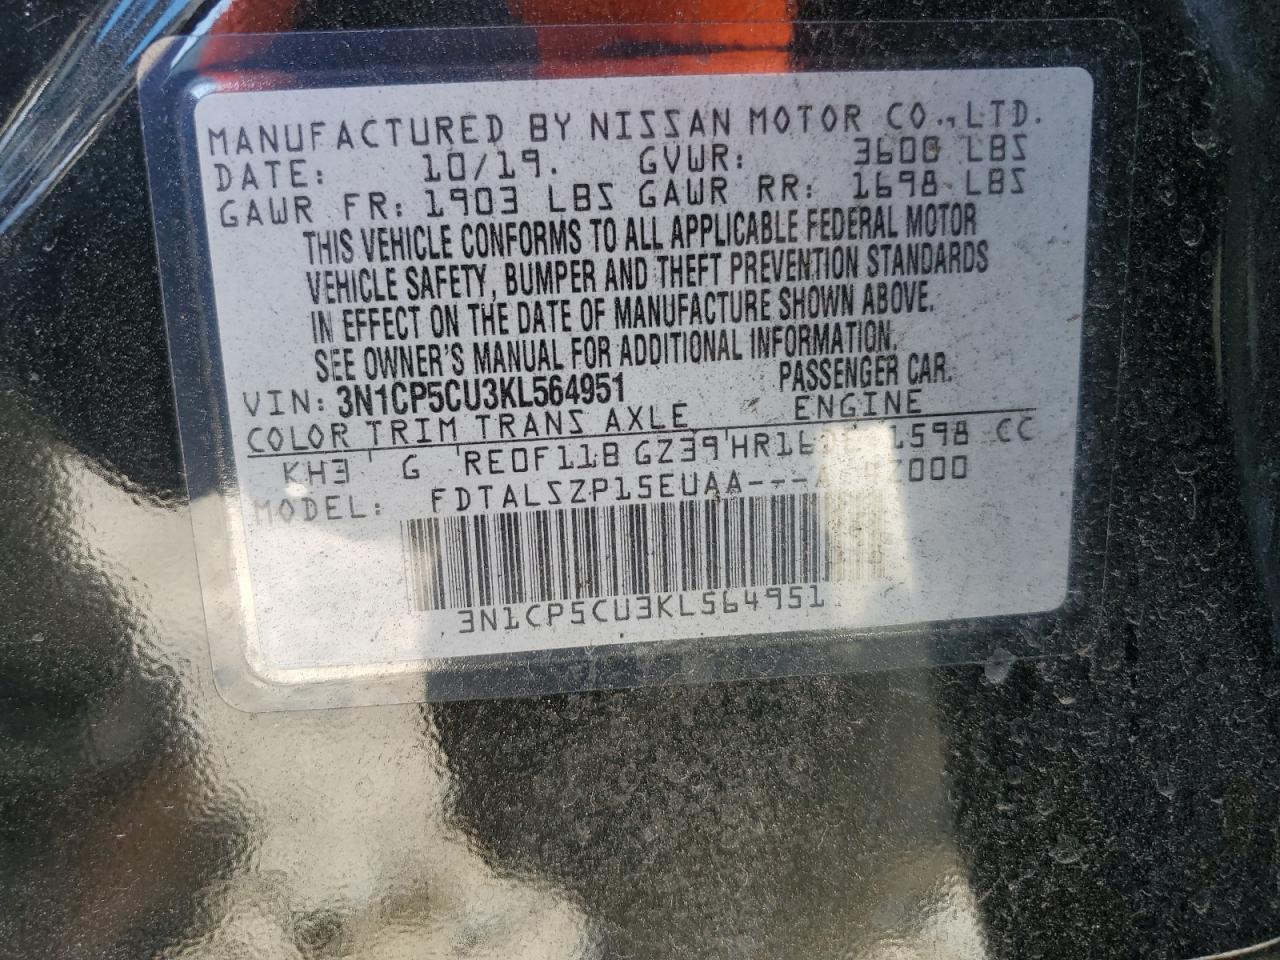 MANUFACTURED BY NISSAN MOTOR CO., LTD.
DATE: 10/19. GVWR: 3600 LBS
GAWR FR: 1903 LBS GAWR RR: 1698 LBS
THIS VEHICLE CONFORMS TO ALL APPLICABLE FEDERAL MOTOR
VEHICLE SAFETY, BUMPER AND THEFT PREVENTION STANDARDS
IN EFFECT ON THE DATE OF MANUFACTURE SHOWN ABOVE.
SEE OWNER'S MANUAL FOR ADDITIONAL INFORMATION.
VIN: 3N1CP5CU3KL564951 PASSENGER CAR.
COLOR TRIM TRANS AXLE ENGINE
KH3 G RE0F11B GZ39 1598 CC
MODEL:
3N1CP5CU3KL564951